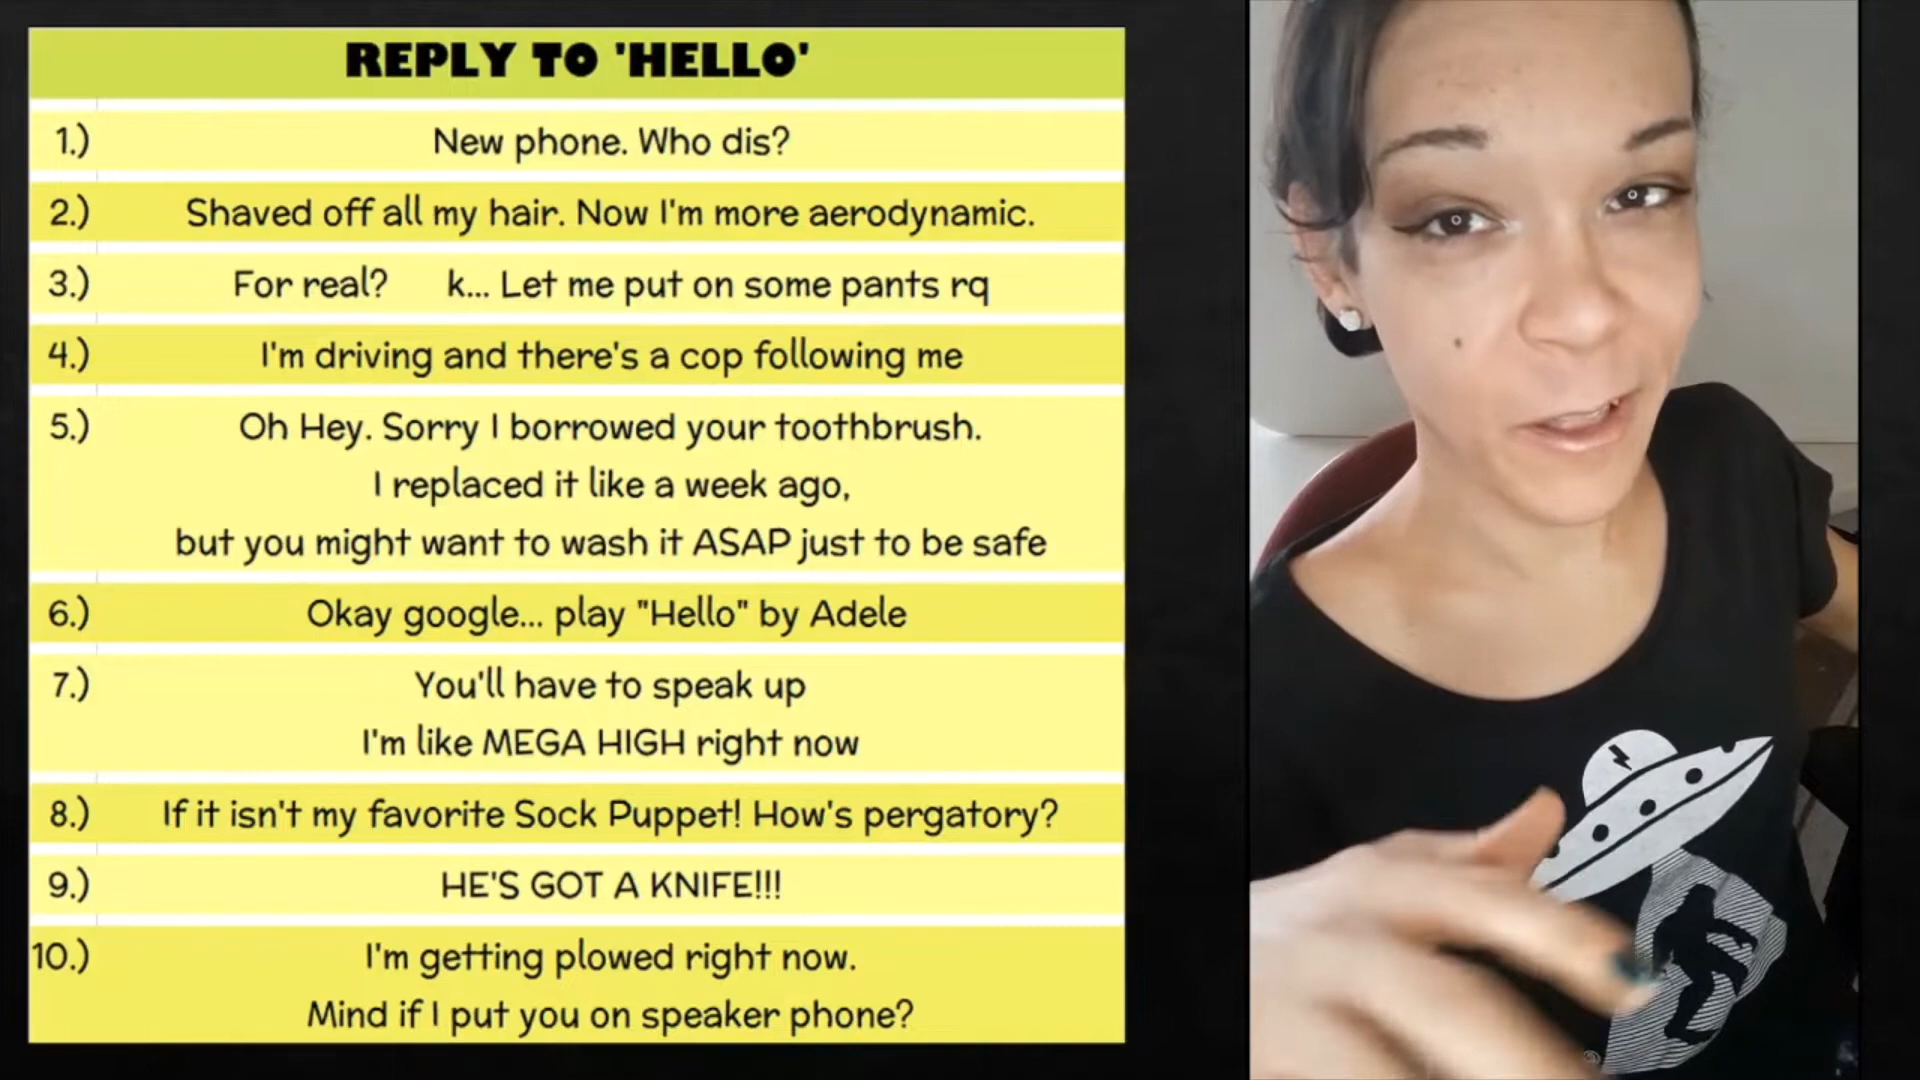 REPLY TO 'HELLO'
1.) New phone. Who dis?
2.) Shaved off all my hair. Now I'm more aerodynamic.
3.) For real? k... Let me put on some pants rq
4.) I'm driving and there's a cop following me
5.) Oh Hey. Sorry I borrowed your toothbrush.
I replaced it like a week ago,
but you might want to wash it ASAP just to be safe
6.) Okay google... play "Hello" by Adele
7.) You'll have to speak up
I'm like MEGA HIGH right now
8.) If it isn't my favorite Sock Puppet! How's pergatory?
9.) HE'S GOT A KNIFE!!!
10.) I'm getting plowed right now.
Mind if I put you on speaker phone?